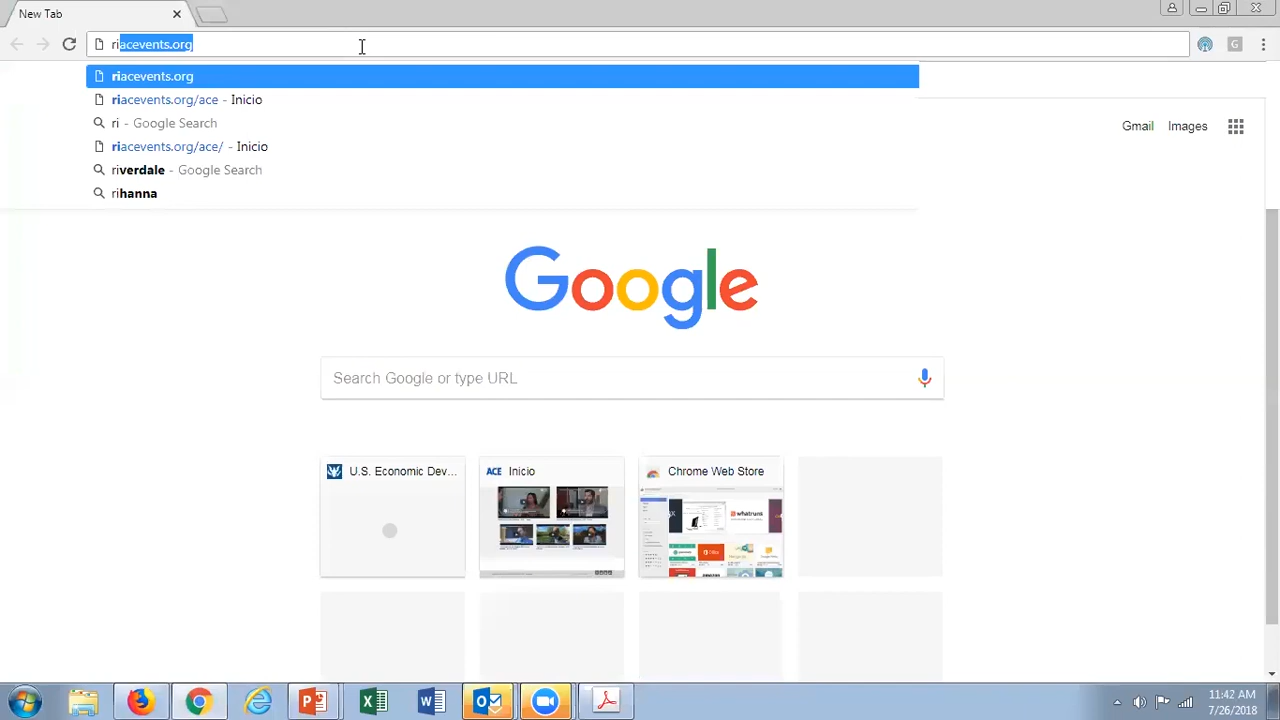 New Tab
riacevents.org
riacevents.org
riacevents.org/ace - Inicio
ri - Google Search
riacevents.org/ace/ - Inicio
riverdale - Google Search
rihanna
Gmail Images
Google
Search Google or type URL
U.S. Economic Dev...
ACE Inicio
Chrome Web Store
whatruns
Office
11:42 AM
7/26/2018